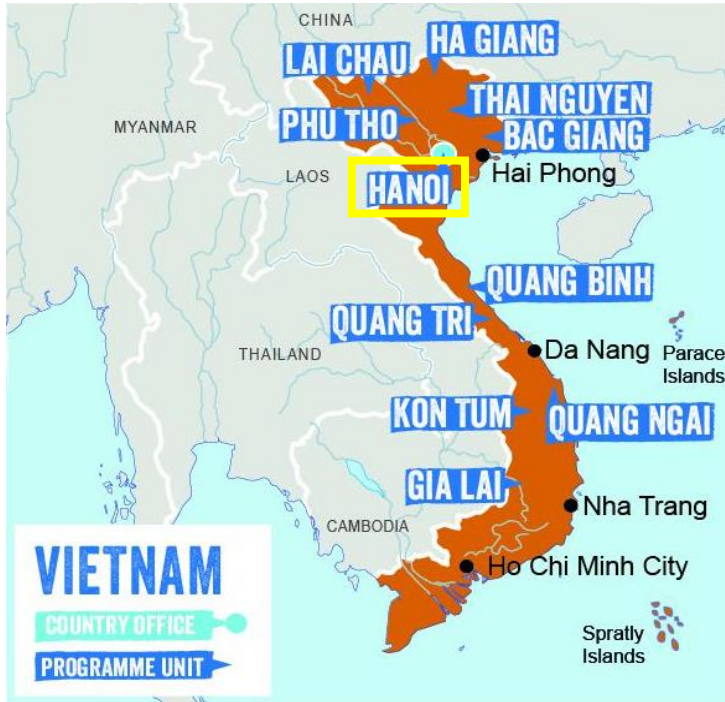 CHINA
HA GIANG
LAI CHAU
THAI NGUYEN
PHU THO
MYANMAR
BAC GIANG
Hai Phong
LAOS
HANOI
QUANG BINH
QUANG TRI
Da Nang
THAILAND
Parace
Islands
KON TUM
QUANG NGAI
GIA LAI
Nha Trang
CAMBODIA
Ho Chi Minh City
VIETNAM
COUNTRY OFFICE
PROGRAMME UNIT
Spratly
Islands